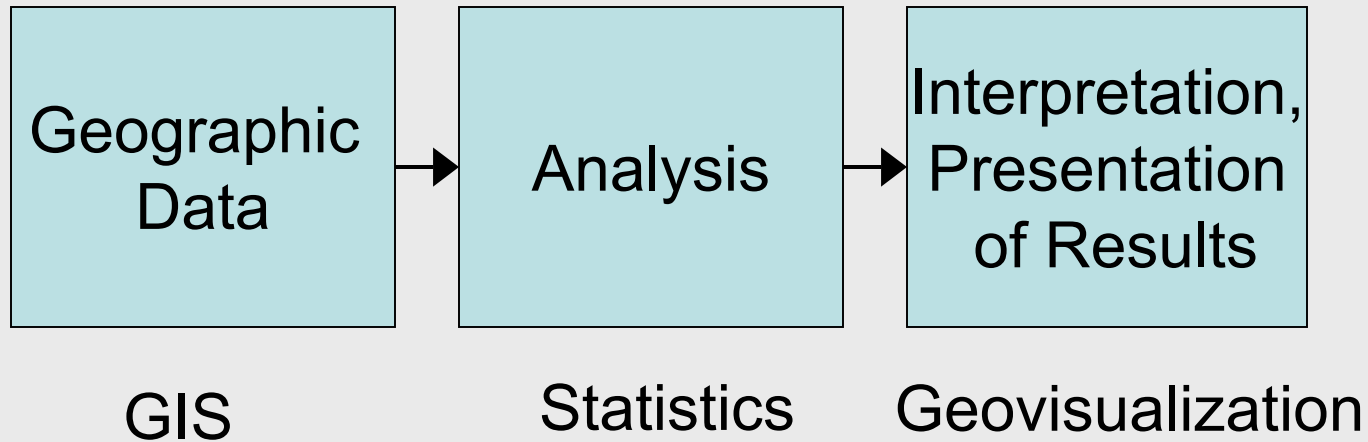 Geographic
Data
Analysis
Interpretation,
Presentation
of Results
GIS
Statistics
Geovisualization